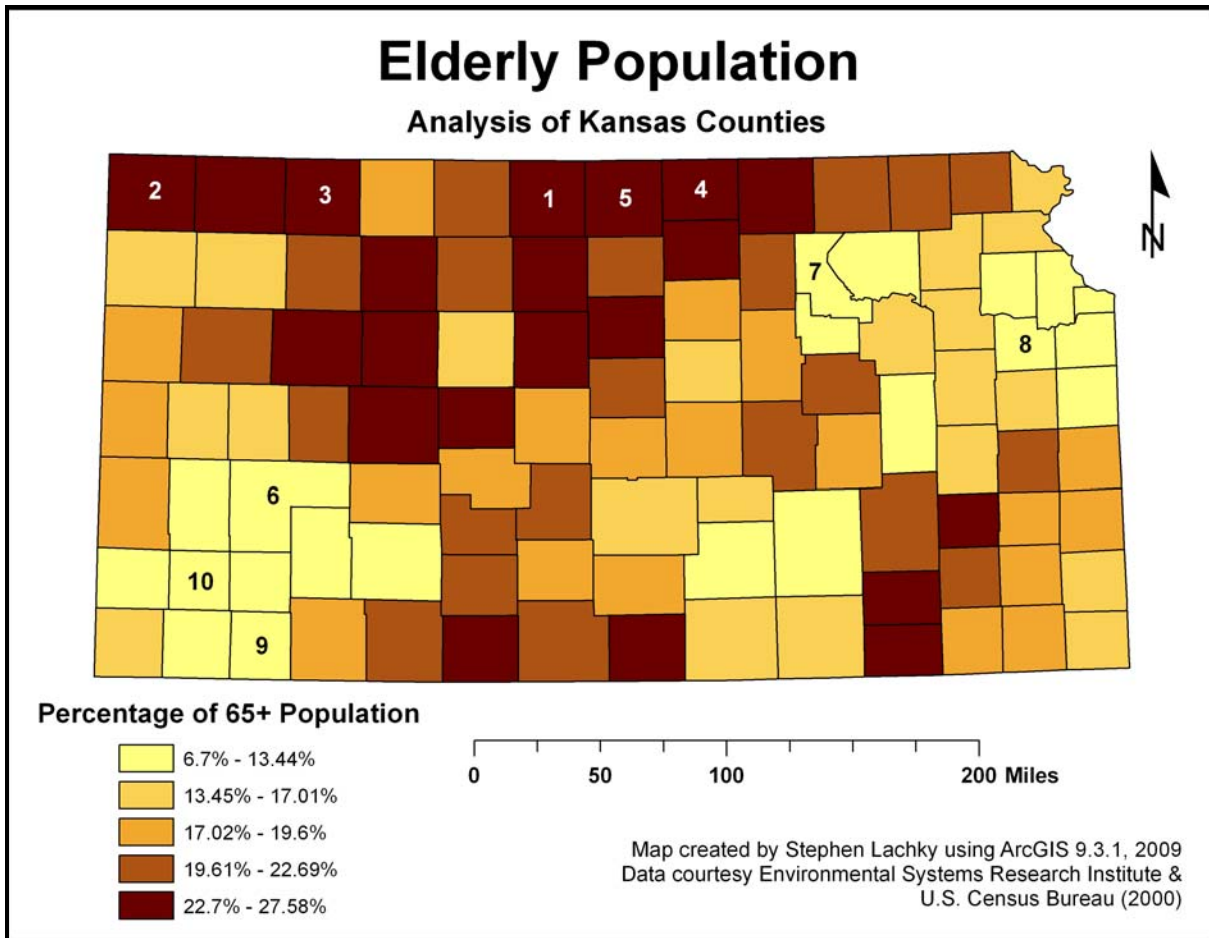 Elderly Population
Analysis of Kansas Counties
N
2
3
1
5
4
7
8
6
10
9
Percentage of 65+ Population
6.7% - 13.44%
13.45% - 17.01%
17.02% - 19.6%
19.61% - 22.69%
22.7% - 27.58%
0 50 100 200 Miles
Map created by Stephen Lachky using ArcGIS 9.3.1, 2009
Data courtesy Environmental Systems Research Institute &
U.S. Census Bureau (2000)